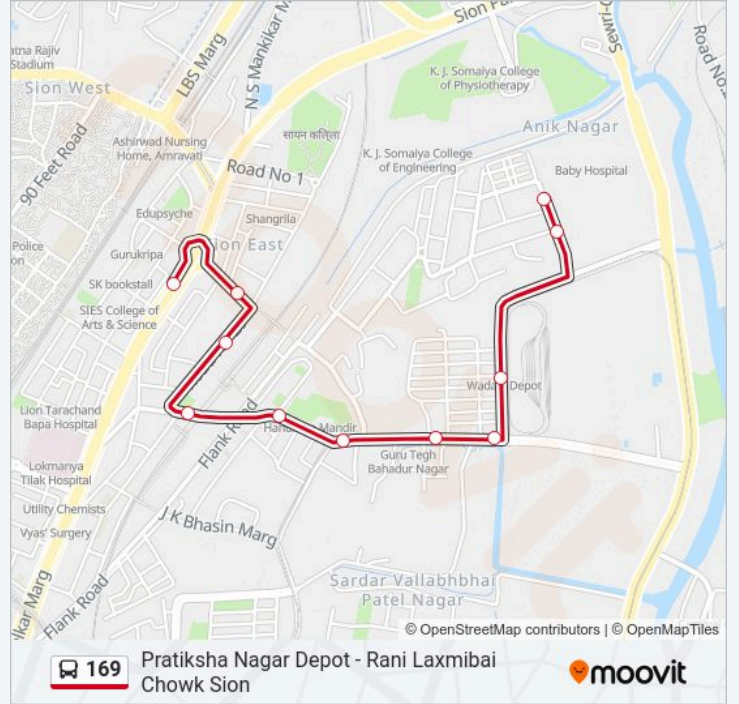 Sion Pa
Sewri-C
Road No.
atna Rajiv
Stadium
Sion West
LBS Marg
N S Mankikar M
K. J. Somaiya College
of Physiotherapy
Anik Nagar
90 Feet Road
Ashirwad Nursing
Home, Amravati
K. J. Somaiya College
of Engineering
Baby Hospital
Road No 1
Edupsyche
Shangrila
Police
on
Gurukripa
ion East
SK bookstall
SIES College of
Arts & Science
Wada
Depot
Lion Tarachand
Bapa Hospital
Flank Road
Mandir
Guru Tegh
Bahadur Nagar
Lokmanya
Tilak Hospital
Utility Chemists
Vyas' Surgery
J K Bhasin Marg
Sardar Vallabhbhai
Patel Nagar
Flank Road
lkar Marg
© OpenStreetMap contributors | © OpenMapTiles
169
Pratiksha Nagar Depot - Rani Laxmibai
Chowk Sion
moovit